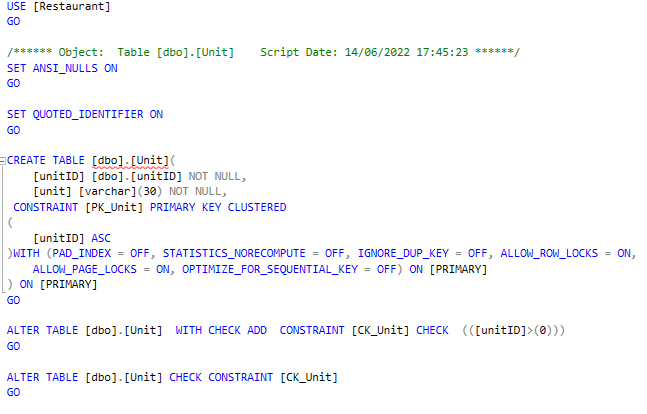 USE [Restaurant]
GO
/****** Object:  Table [dbo].[Unit]    Script Date: 14/06/2022 17:45:23 ******/
SET ANSI_NULLS ON
GO
SET QUOTED_IDENTIFIER ON
GO
CREATE TABLE [dbo].[Unit](
    [unitID] [dbo].[unitID] NOT NULL,
    [unit] [varchar](30) NOT NULL,
 CONSTRAINT [PK_Unit] PRIMARY KEY CLUSTERED
(
    [unitID] ASC
)WITH (PAD_INDEX = OFF, STATISTICS_NORECOMPUTE = OFF, IGNORE_DUP_KEY = OFF, ALLOW_ROW_LOCKS = ON,
    ALLOW_PAGE_LOCKS = ON, OPTIMIZE_FOR_SEQUENTIAL_KEY = OFF) ON [PRIMARY]
) ON [PRIMARY]
GO
ALTER TABLE [dbo].[Unit]  WITH CHECK ADD  CONSTRAINT [CK_Unit] CHECK  (([unitID]>(0)))
GO
ALTER TABLE [dbo].[Unit] CHECK CONSTRAINT [CK_Unit]
GO